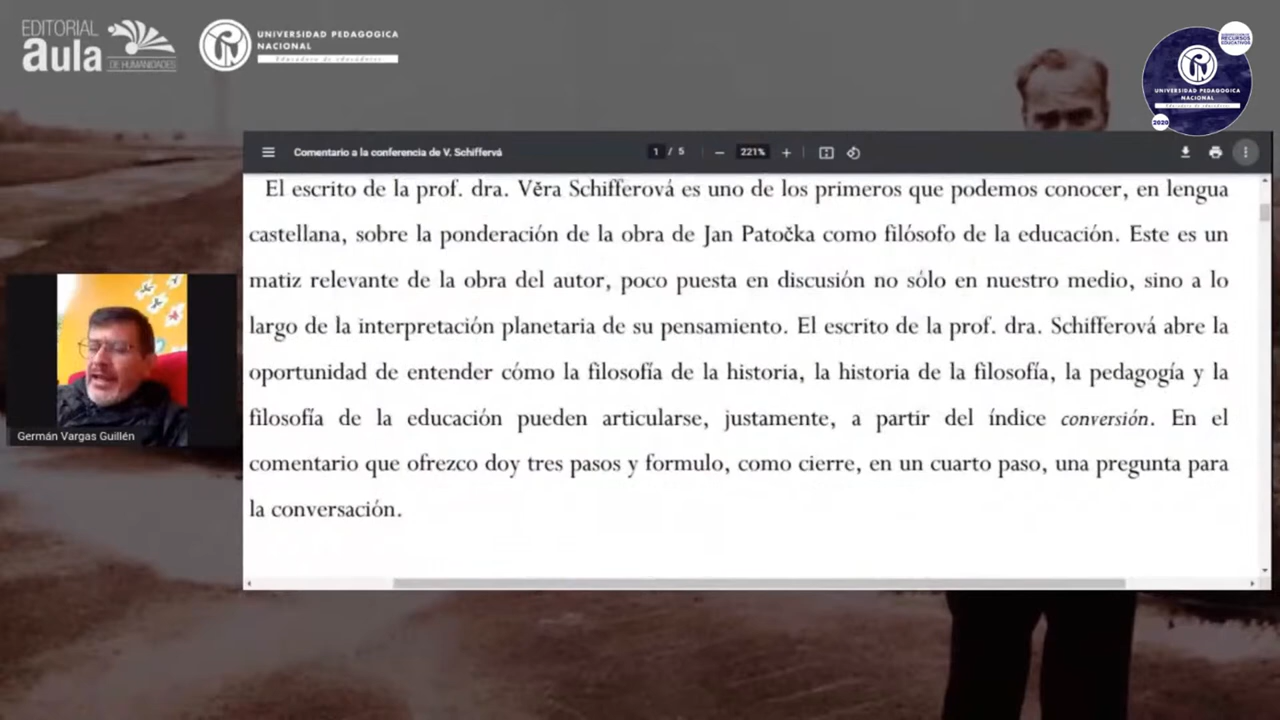 EDITORIAL
aula
DE HUMANIDADES
UNIVERSIDAD PEDAGOGICA
NACIONAL
Educadora de educadores
RECURSOS
EDUCATIVOS
UNIVERSIDAD PEDAGOGICA
NACIONAL
Educadora de educadores
2020
Comentario a la conferencia de V. Schiffervá
1 / 5
221%
El escrito de la prof. dra. Věra Schifferová es uno de los primeros que podemos conocer, en lengua
castellana, sobre la ponderación de la obra de Jan Patočka como filósofo de la educación. Este es un
matiz relevante de la obra del autor, poco puesta en discusión no sólo en nuestro medio, sino a lo
largo de la interpretación planetaria de su pensamiento. El escrito de la prof. dra. Schifferová abre la
oportunidad de entender cómo la filosofía de la historia, la historia de la filosofía, la pedagogía y la
filosofía de la educación pueden articularse, justamente, a partir del índice conversión. En el
comentario que ofrezco doy tres pasos y formulo, como cierre, en un cuarto paso, una pregunta para
la conversación.
Germán Vargas Guillén